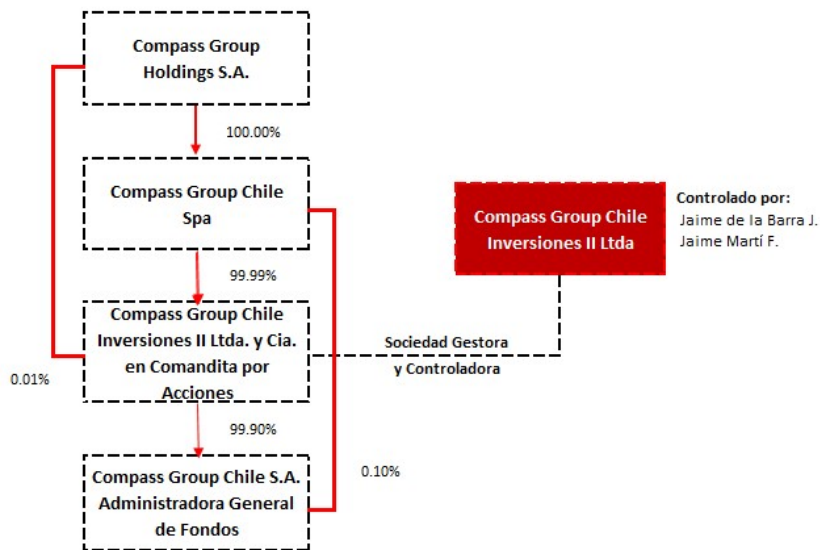 Compass Group
Holdings S.A.
100.00%
Compass Group Chile
Spa
Compass Group Chile
Inversiones II Ltda
Controlado por:
Jaime de la Barra J.
Jaime Martí F.
99.99%
Compass Group Chile
Inversiones II Ltda. y Cia.
en Comandita por
Acciones
Sociedad Gestora
y Controladora
0.01%
99.90%
Compass Group Chile S.A.
Administradora General
de Fondos
0.10%